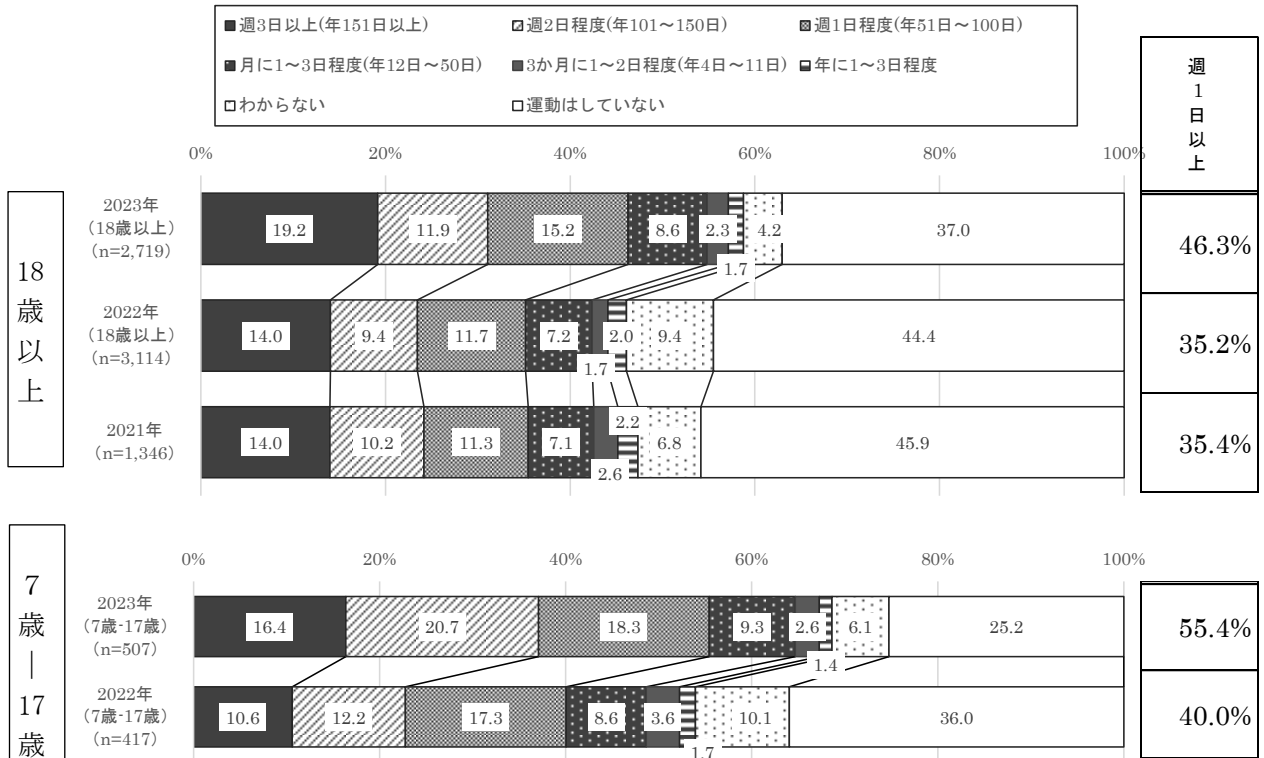 ■週3日以上(年151日以上) 週2日程度(年101～150日) 週1日程度(年51日～100日)
月に1～3日程度(年12日～50日) ■3か月に1～2日程度(年4日～11日) 年に1～3日程度
□わからない □運動はしていない
週1日以上
0% 20% 40% 60% 80% 100%
18歳以上
2023年
（18歳以上）
(n=2,719)
19.2 11.9 15.2 8.6 2.3 4.2 37.0
1.7
46.3%
2022年
（18歳以上）
(n=3,114)
14.0 9.4 11.7 7.2 2.0 9.4 44.4
1.7
35.2%
2021年
(n=1,346)
2.2
14.0 10.2 11.3 7.1 6.8 45.9
2.6
35.4%
0% 20% 40% 60% 80% 100%
7歳｜17歳
2023年
（7歳-17歳）
(n=507)
16.4 20.7 18.3 9.3 2.6 6.1 25.2
1.4
55.4%
2022年
（7歳-17歳）
(n=417)
10.6 12.2 17.3 8.6 3.6 10.1 36.0
1.7
40.0%